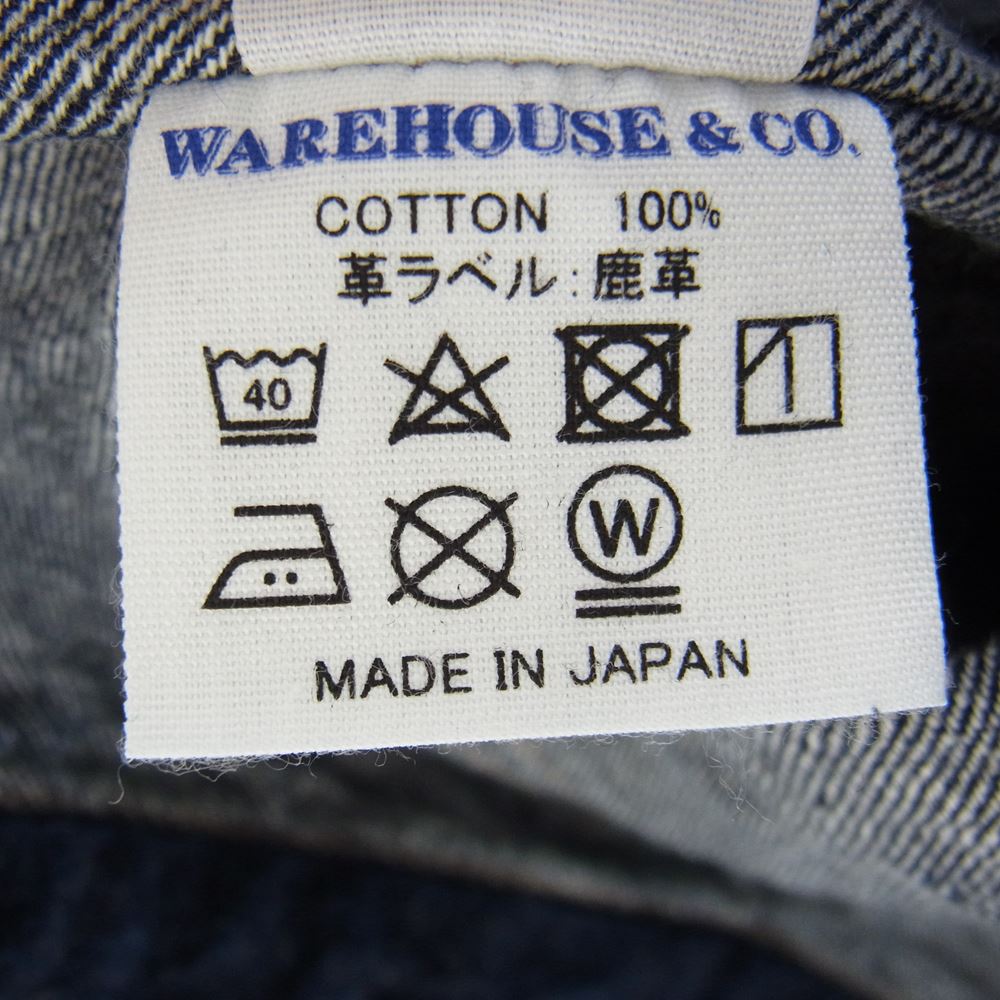 WAREHOUSE & CO.
COTTON 100%
革ラベル:鹿革
40
W
MADE IN JAPAN